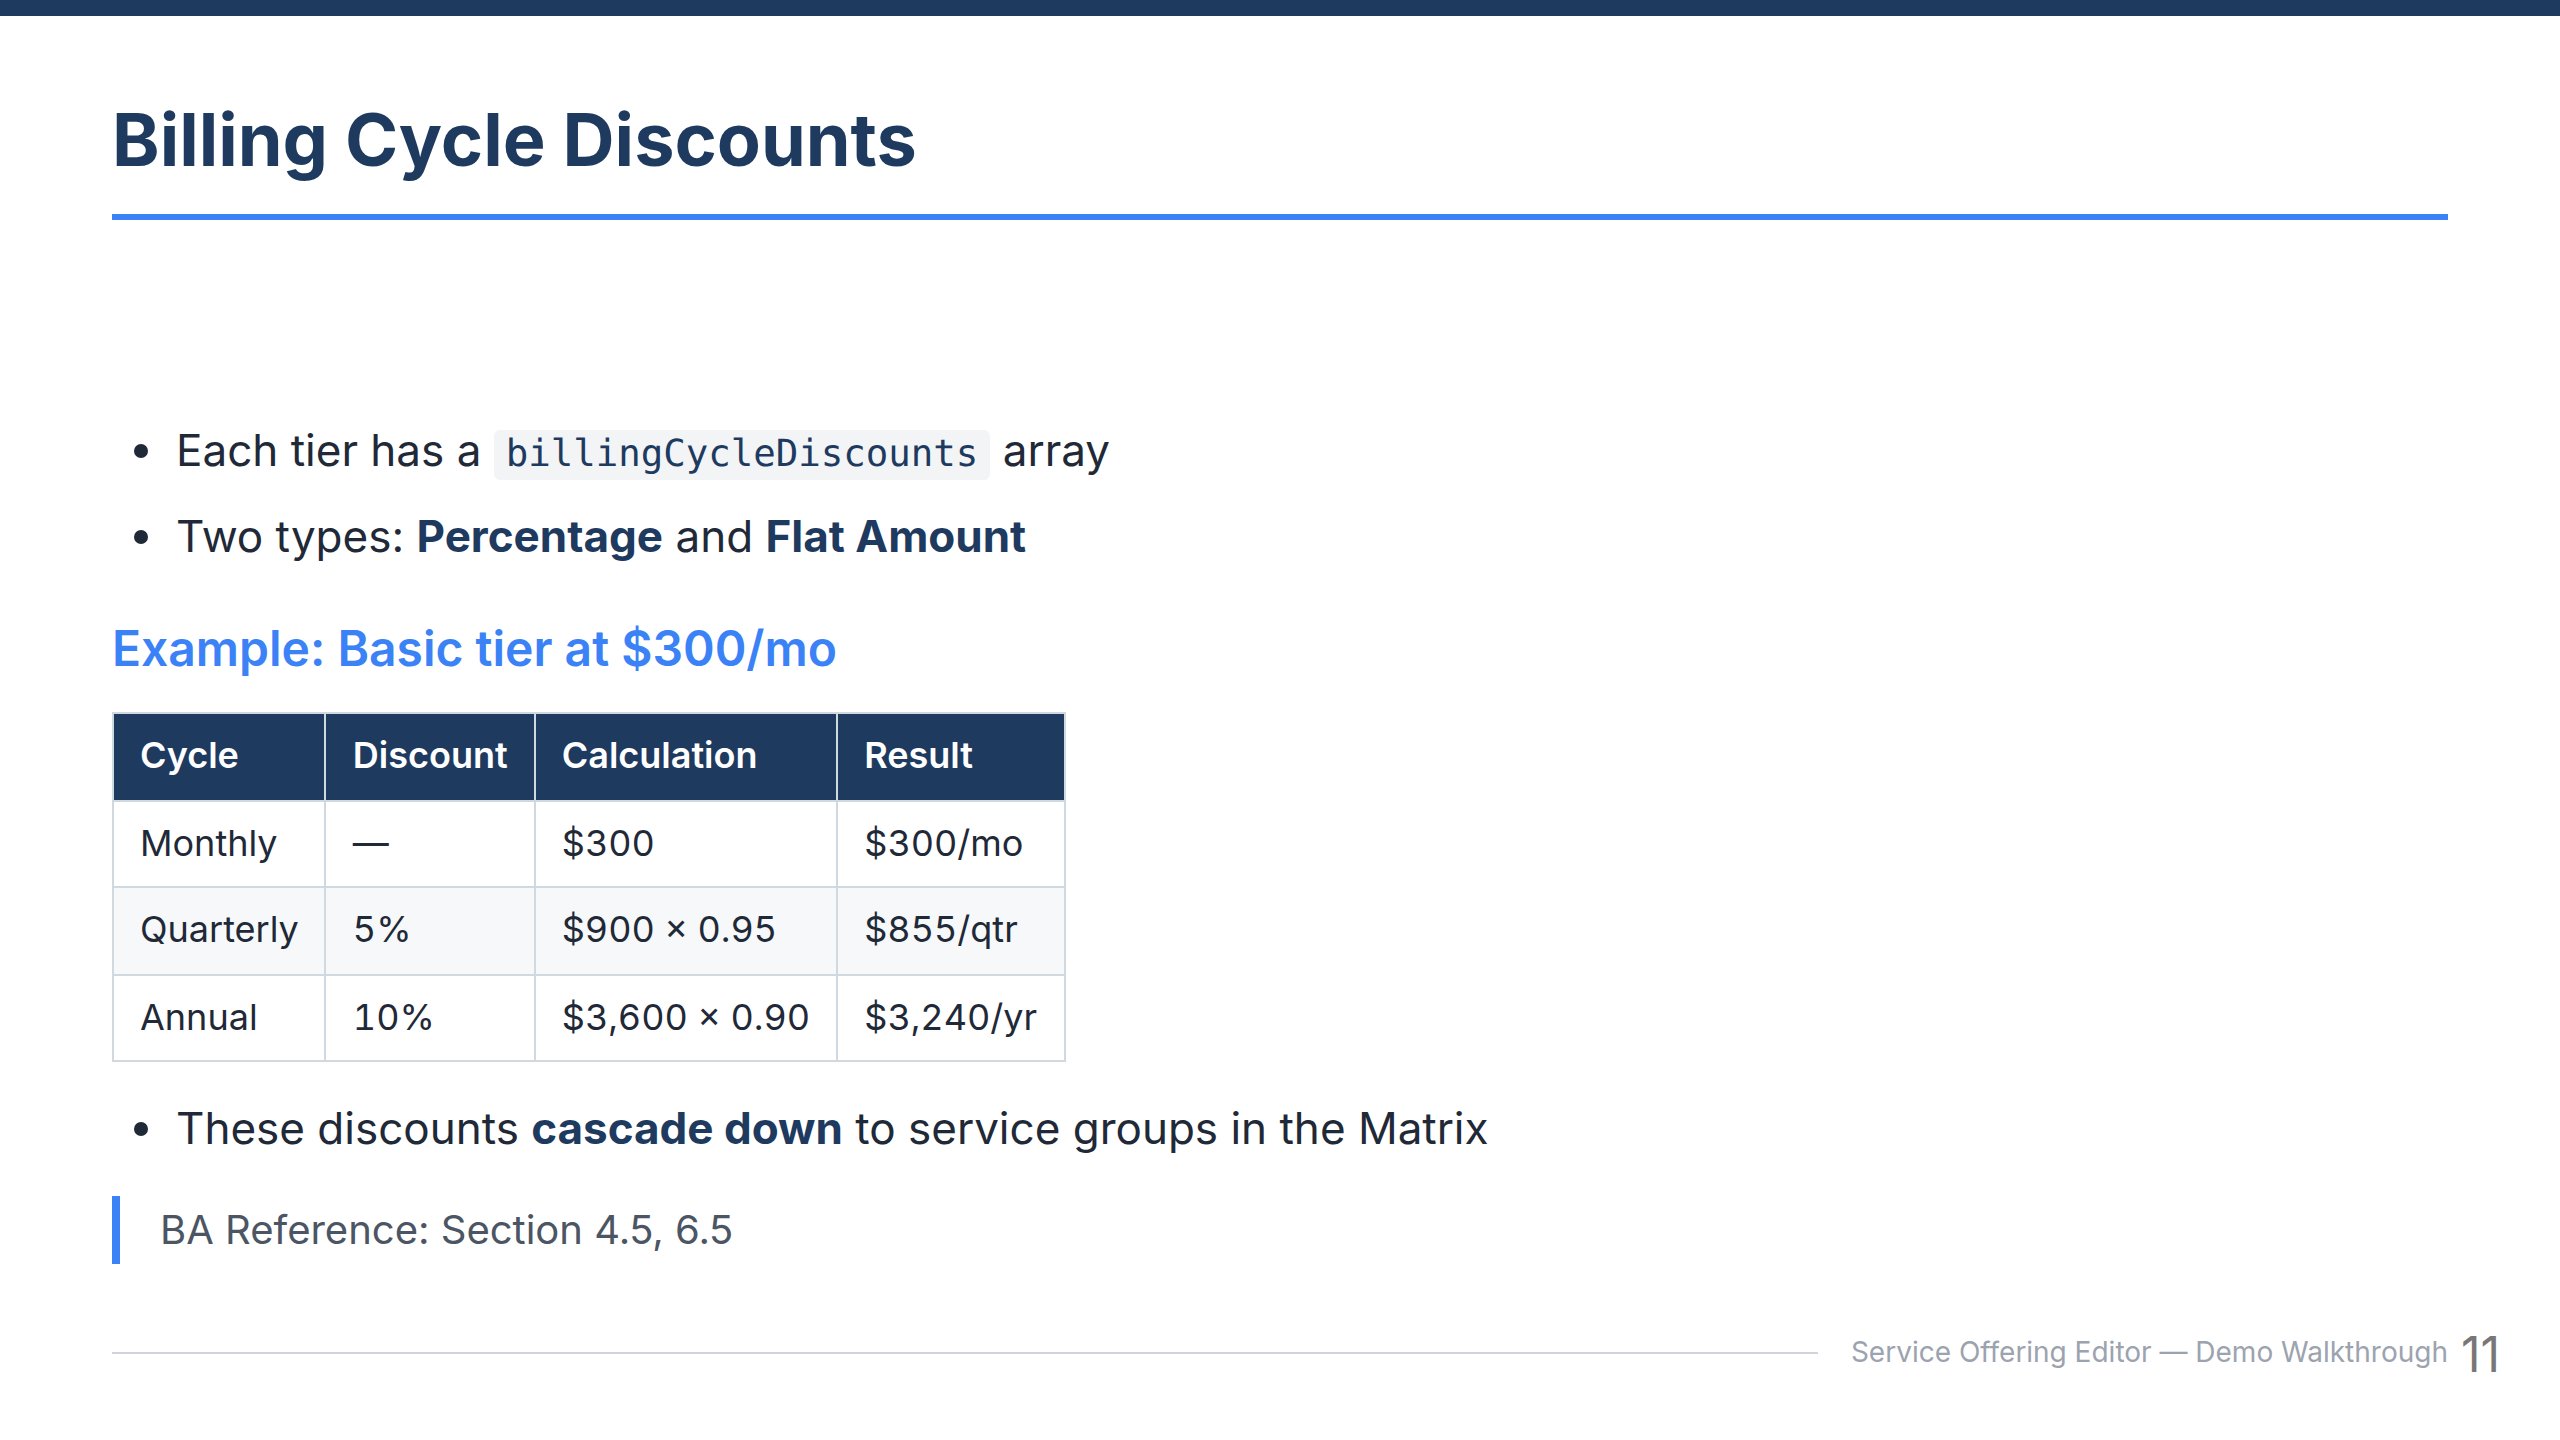 Billing Cycle Discounts
• Each tier has a billingCycleDiscounts array
• Two types: Percentage and Flat Amount
Example: Basic tier at $300/mo
Cycle Discount Calculation Result
Monthly — $300 $300/mo
Quarterly 5% $900 × 0.95 $855/qtr
Annual 10% $3,600 × 0.90 $3,240/yr
• These discounts cascade down to service groups in the Matrix
BA Reference: Section 4.5, 6.5
Service Offering Editor — Demo Walkthrough 11